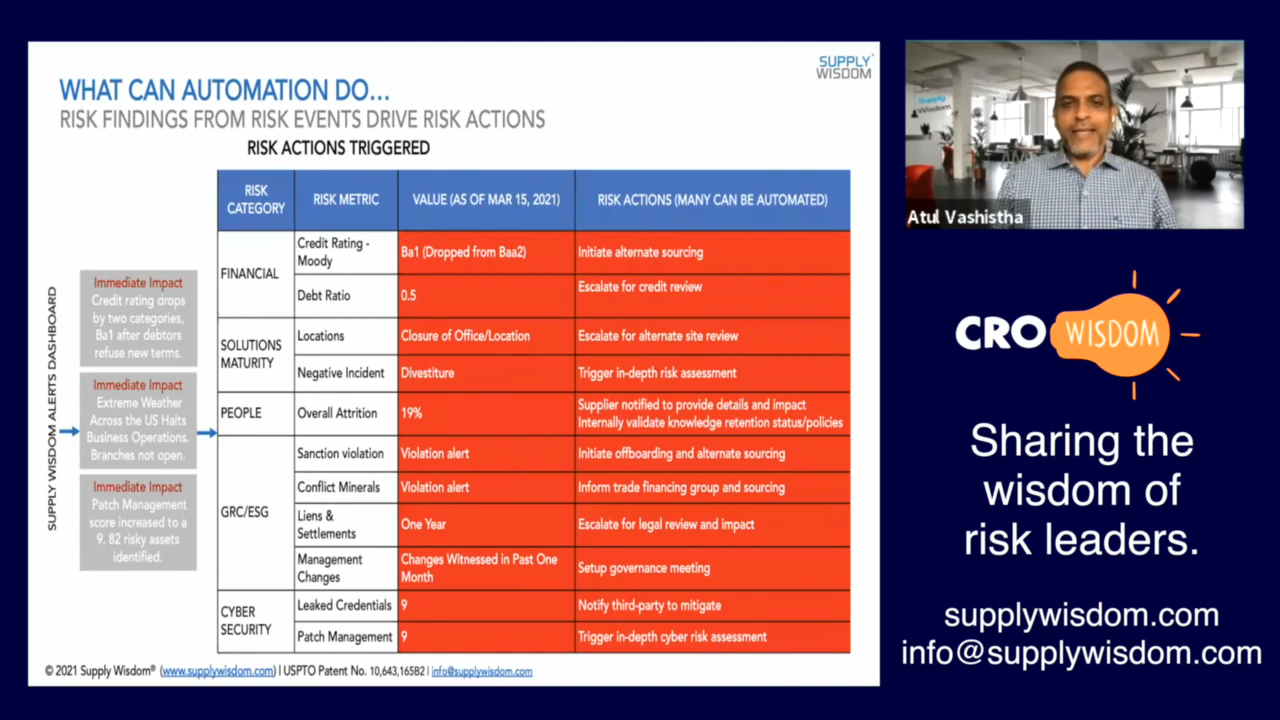 SUPPLY
WISDOM
WHAT CAN AUTOMATION DO...
RISK FINDINGS FROM RISK EVENTS DRIVE RISK ACTIONS
RISK ACTIONS TRIGGERED
SUPPLY WISDOM ALERTS DASHBOARD
Immediate Impact
Credit rating drops
by two categories,
Ba1 after debtors
refuse new terms.
Immediate Impact
Extreme Weather
Across the US Halts
Business Operations.
Branches not open.
Immediate Impact
Patch Management
score increased to a
9. 82 risky assets
identified.
RISK CATEGORY RISK METRIC VALUE (AS OF MAR 15, 2021) RISK ACTIONS (MANY CAN BE AUTOMATED)
FINANCIAL
Credit Rating - Moody Ba1 (Dropped from Baa2) Initiate alternate sourcing
Debt Ratio 0.5 Escalate for credit review
SOLUTIONS MATURITY
Locations Closure of Office/Location Escalate for alternate site review
Negative Incident Divestiture Trigger in-depth risk assessment
PEOPLE
Overall Attrition 19% Supplier notified to provide details and impact
Internally validate knowledge retention status/policies
GRC/ESG
Sanction violation Violation alert Initiate offboarding and alternate sourcing
Conflict Minerals Violation alert Inform trade financing group and sourcing
Liens & Settlements One Year Escalate for legal review and impact
Management Changes Changes Witnessed in Past One Month Setup governance meeting
CYBER SECURITY
Leaked Credentials 9 Notify third-party to mitigate
Patch Management 9 Trigger in-depth cyber risk assessment
© 2021 Supply Wisdom® (www.supplywisdom.com) | USPTO Patent No. 10,643,165B2 | info@supplywisdom.com
Supply
Wisdom
Atul Vashistha
CRO WISDOM
Sharing the
wisdom of
risk leaders.
supplywisdom.com
info@supplywisdom.com